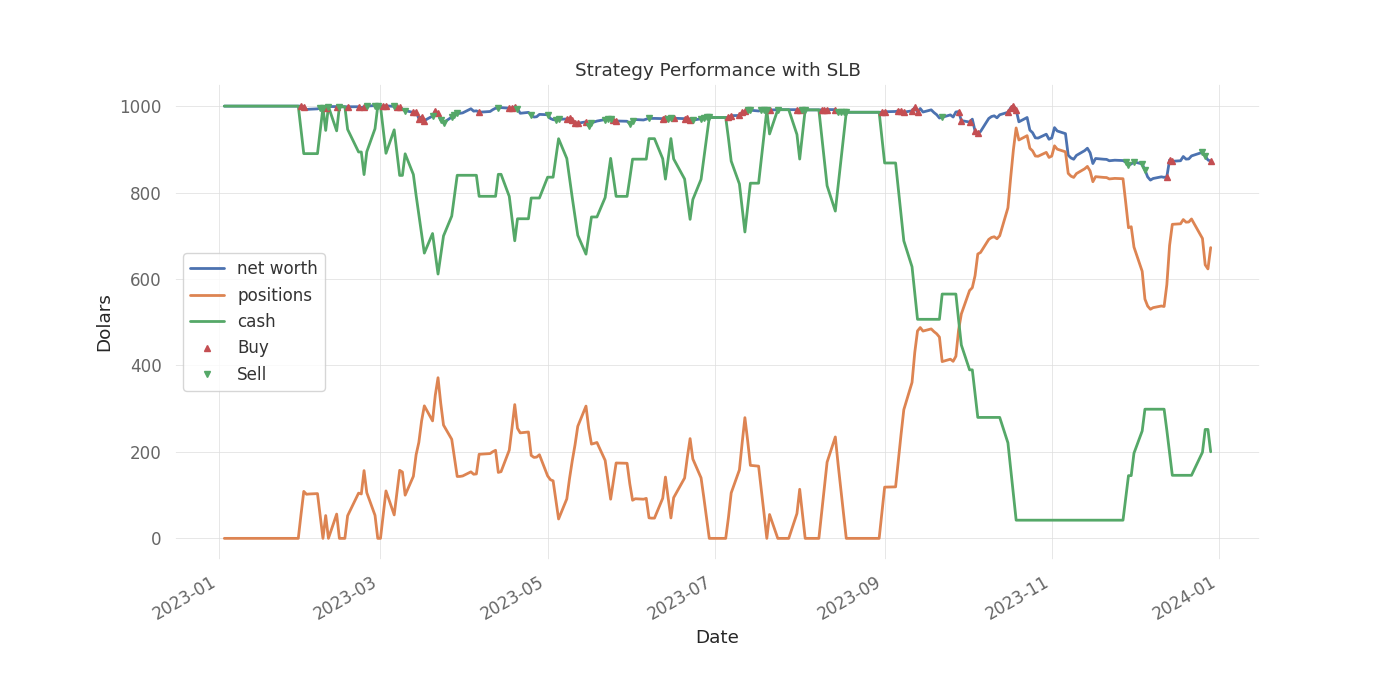 Strategy Performance with SLB
1000
800
600
400
200
0
Dolars
net worth
positions
cash
Buy
Sell
2023-01
2023-03
2023-05
2023-07
2023-09
2023-11
2024-01
Date